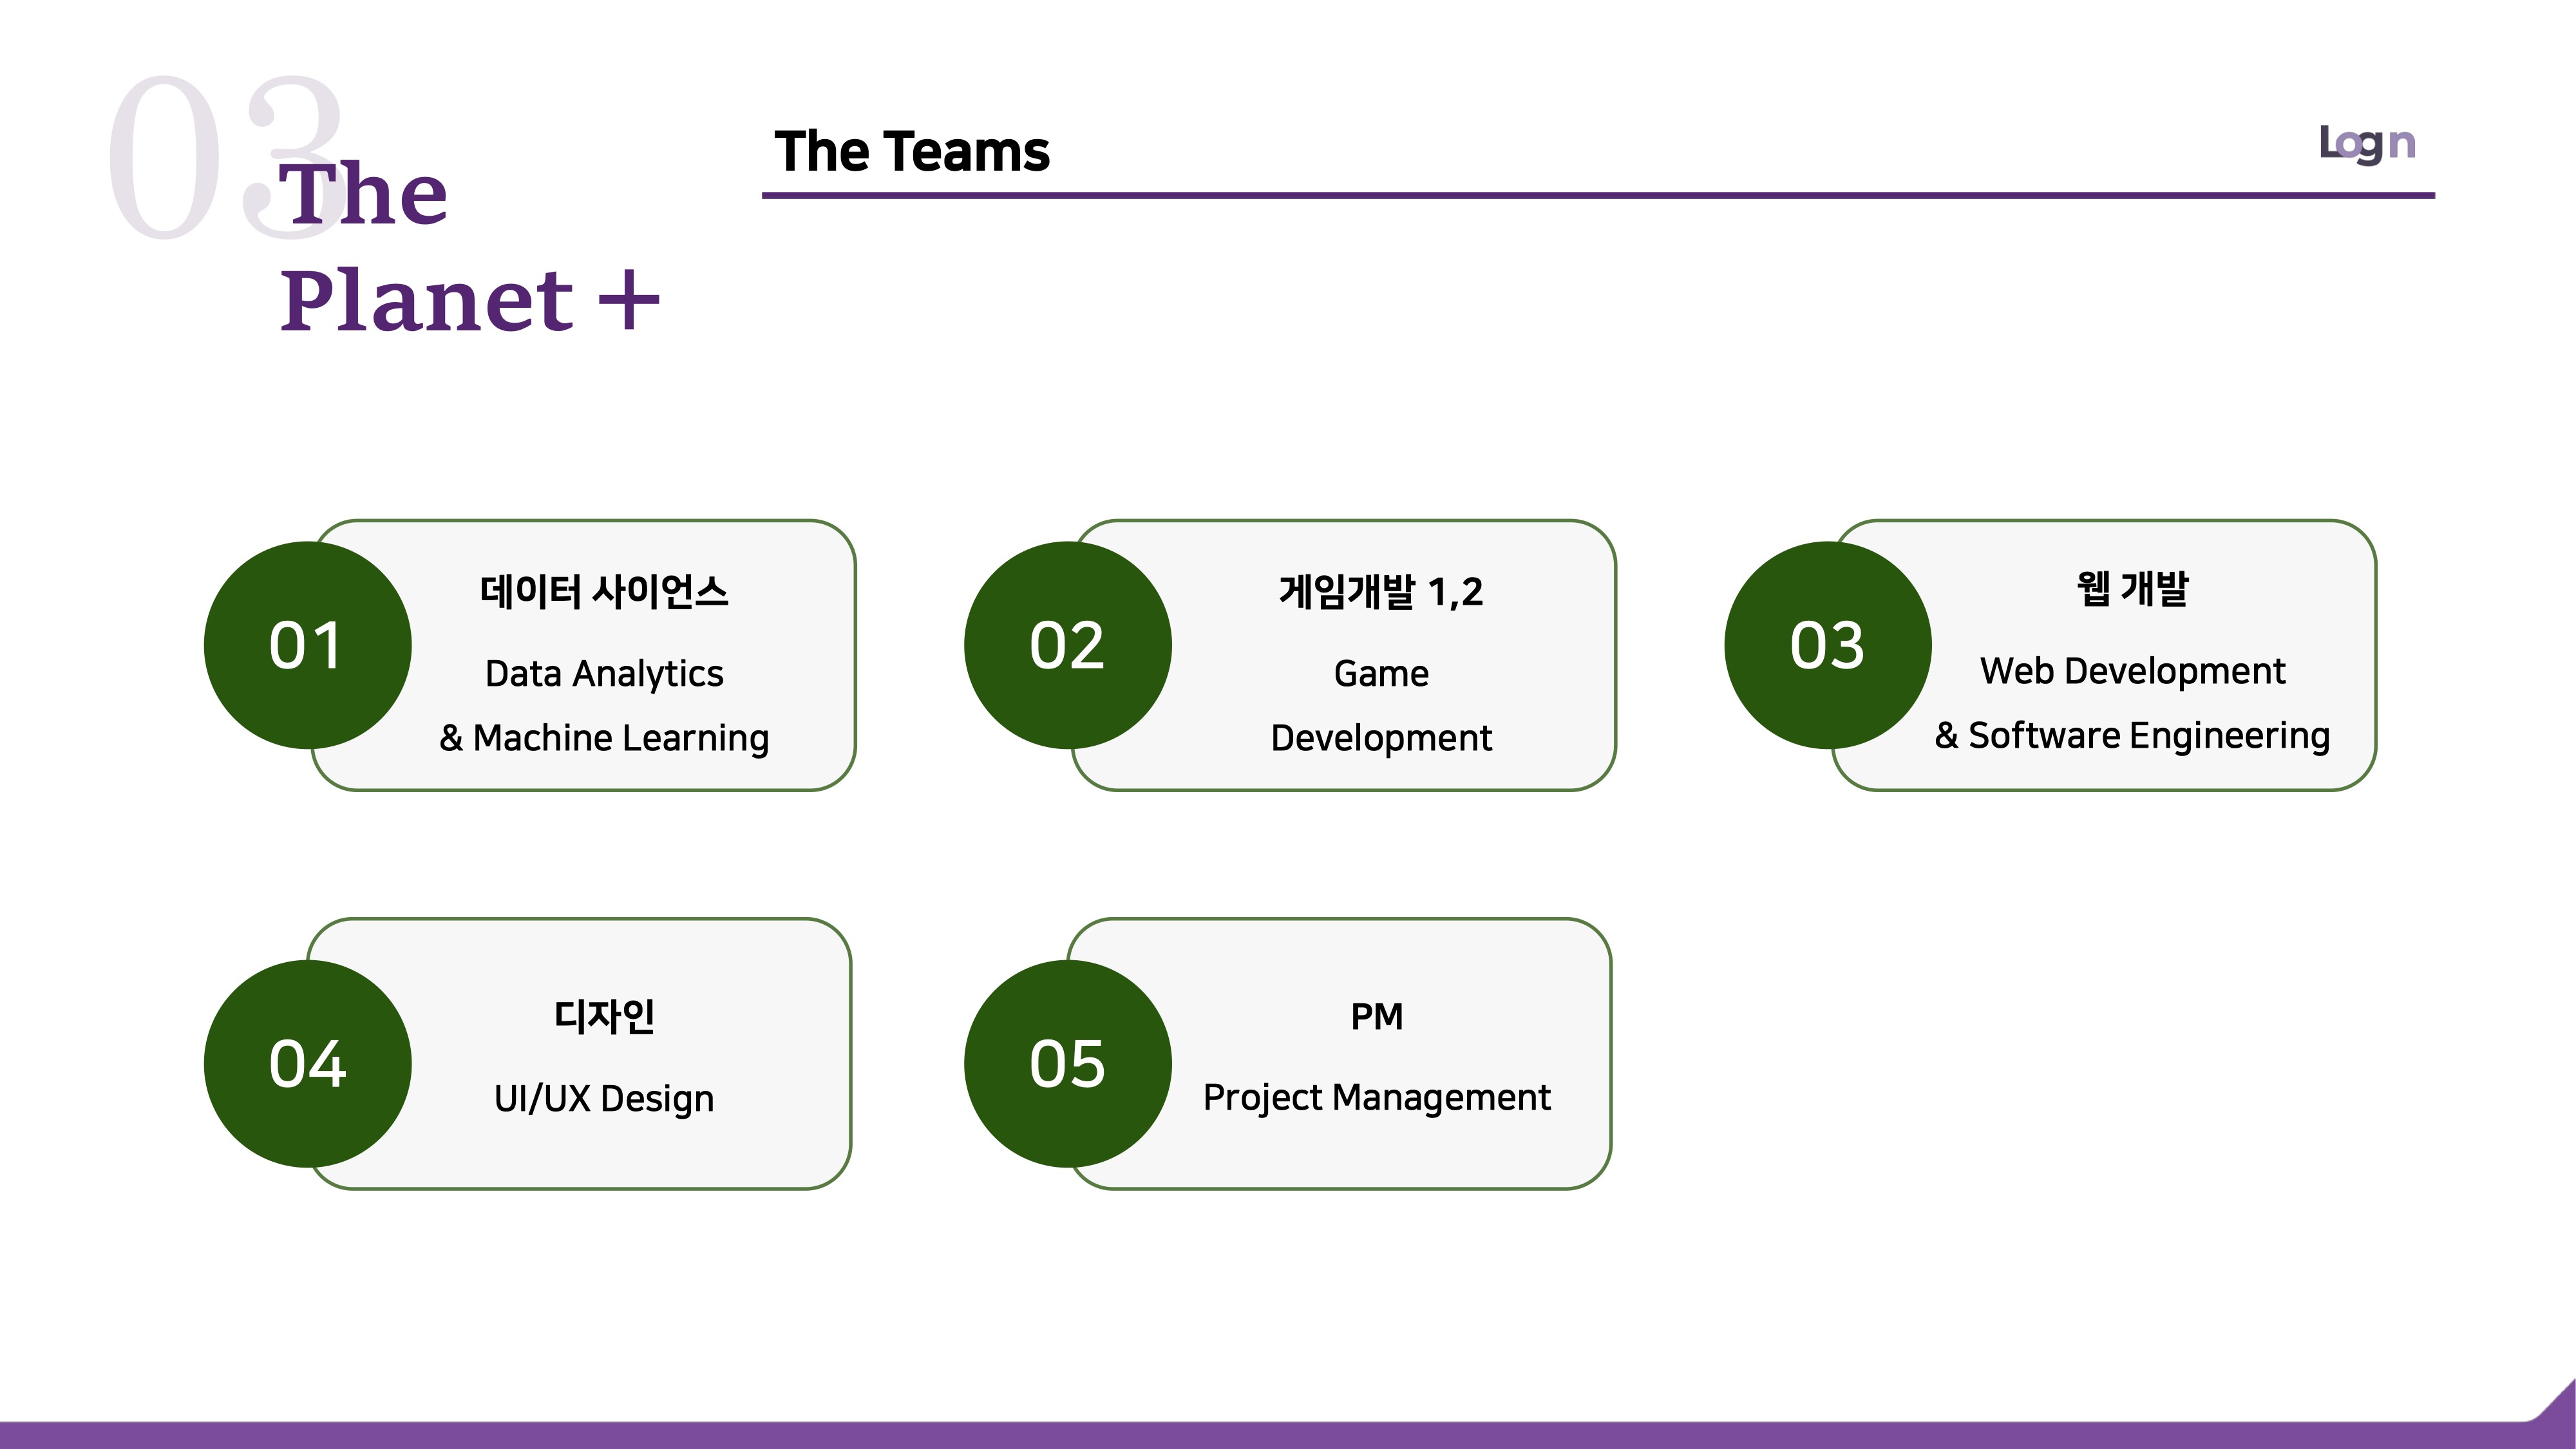 03
The
Planet +
The Teams
Logn
01
데이터 사이언스
Data Analytics
& Machine Learning
02
게임개발 1,2
Game
Development
03
웹 개발
Web Development
& Software Engineering
04
디자인
UI/UX Design
05
PM
Project Management